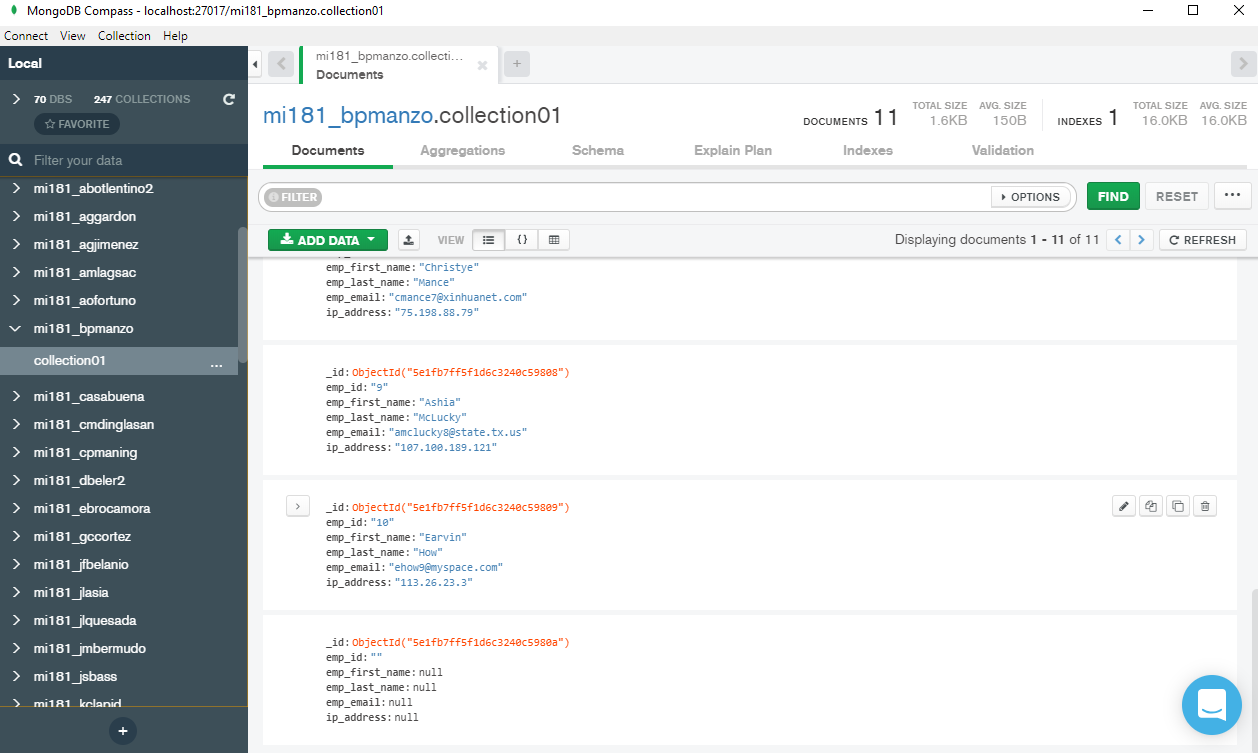 MongoDB Compass - localhost:27017/mi181_bpmanzo.collection01
Connect View Collection Help
Local
70 DBS 247 COLLECTIONS
FAVORITE
Filter your data
mi181_abotlentino2
mi181_aggardon
mi181_agjimenez
mi181_amlagsac
mi181_aofortuno
mi181_bpmanzo
collection01 ...
mi181_casabuena
mi181_cmdinglasan
mi181_cpmaning
mi181_dbeler2
mi181_ebrocamora
mi181_gccortez
mi181_jfbelanio
mi181_jlasia
mi181_jlquesada
mi181_jmbermudo
mi181_jsbass
mi181_kclapid
+
mi181_bpmanzo.collecti...
Documents
+
mi181_bpmanzo.collection01
DOCUMENTS 11
TOTAL SIZE
1.6KB
AVG. SIZE
150B
INDEXES 1
TOTAL SIZE
16.0KB
AVG. SIZE
16.0KB
Documents Aggregations Schema Explain Plan Indexes Validation
FILTER OPTIONS FIND RESET ...
ADD DATA VIEW {} Displaying documents 1 - 11 of 11 REFRESH
emp_first_name: "Christye"
emp_last_name: "Mance"
emp_email: "cmance7@xinhuanet.com"
ip_address: "75.198.88.79"
_id: ObjectId("5e1fb7ff5f1d6c3240c59808")
emp_id: "9"
emp_first_name: "Ashia"
emp_last_name: "McLucky"
emp_email: "amclucky8@state.tx.us"
ip_address: "107.100.189.121"
_id: ObjectId("5e1fb7ff5f1d6c3240c59809")
emp_id: "10"
emp_first_name: "Earvin"
emp_last_name: "How"
emp_email: "ehow9@myspace.com"
ip_address: "113.26.23.3"
_id: ObjectId("5e1fb7ff5f1d6c3240c5980a")
emp_id: ""
emp_first_name: null
emp_last_name: null
emp_email: null
ip_address: null